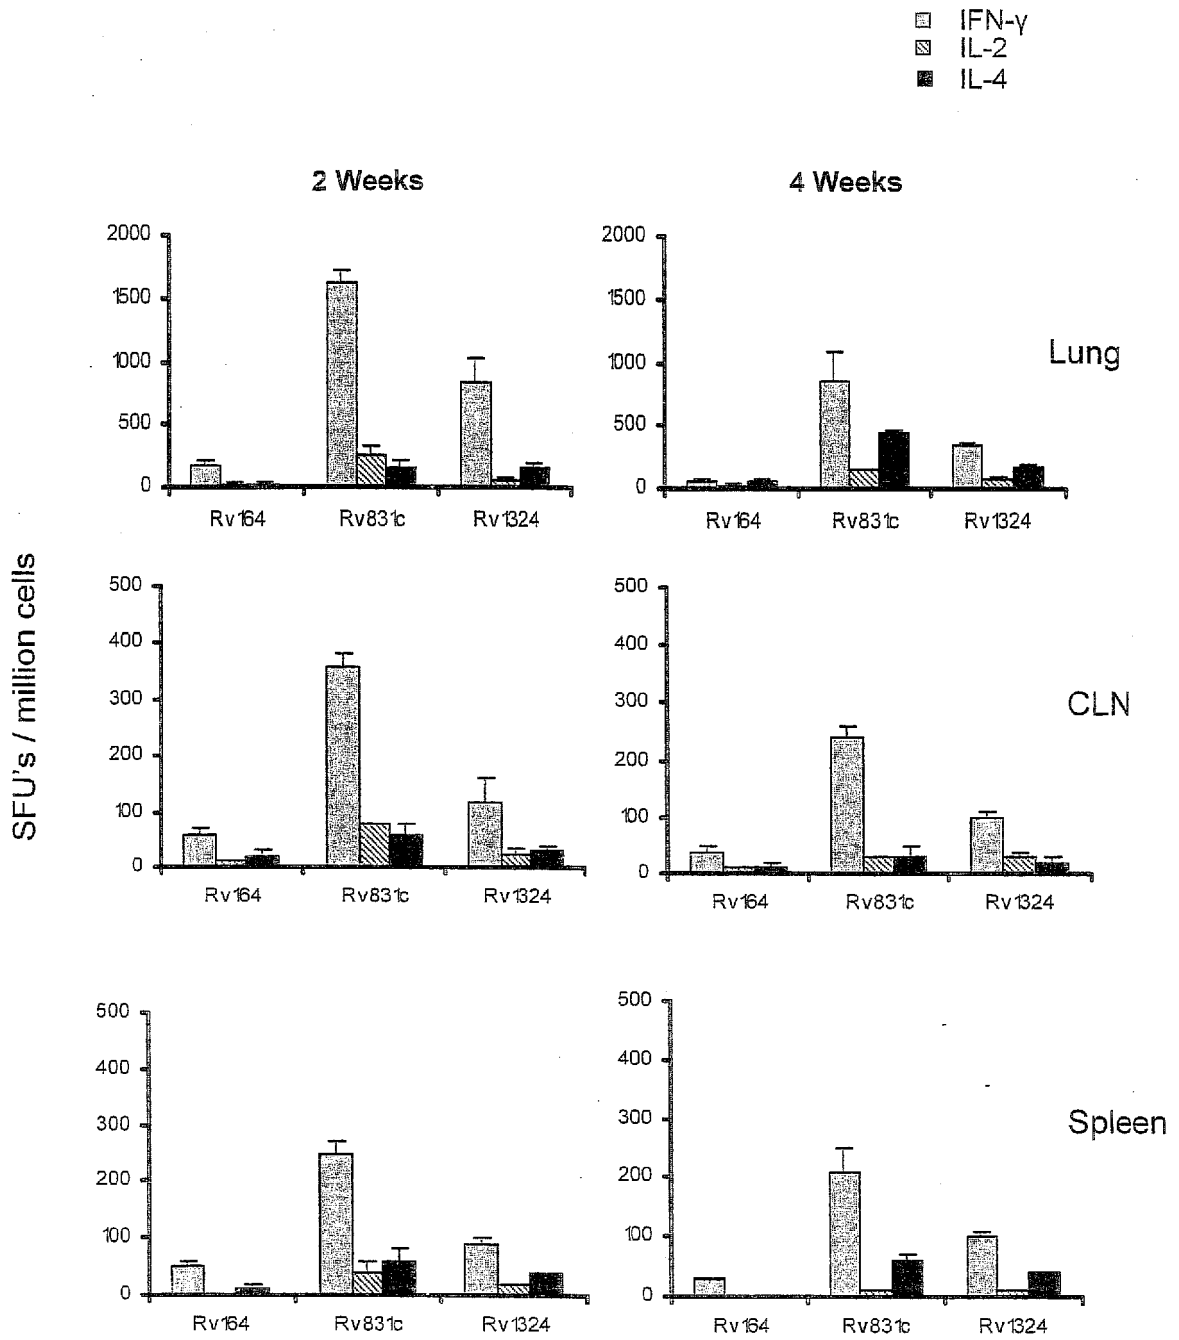 IFN-γ
IL-2
IL-4
2 Weeks
4 Weeks
2000
1500
1000
500
0
Rv164 Rv831c Rv1324
2000
1500
1000
500
0
Rv164 Rv831c Rv1324
Lung
SFU's / million cells
500
400
300
200
100
0
Rv164 Rv831c Rv1324
500
400
300
200
100
0
Rv164 Rv831c Rv1324
CLN
500
400
300
200
100
0
Rv164 Rv831c Rv1324
500
400
300
200
100
0
Rv164 Rv831c Rv1324
Spleen